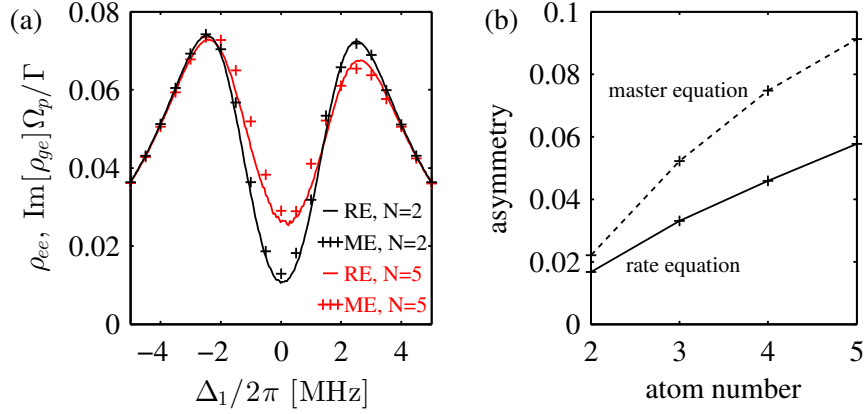 (a)
ρ_ee, Im[ρ_ge]Ω_p/Γ
0.08
0.06
0.04
0.02
0
−4 −2 0 2 4
Δ₁/2π [MHz]
RE, N=2
ME, N=2
RE, N=5
ME, N=5
(b)
asymmetry
0.1
0.08
0.06
0.04
0.02
0
2 3 4 5
atom number
master equation
rate equation